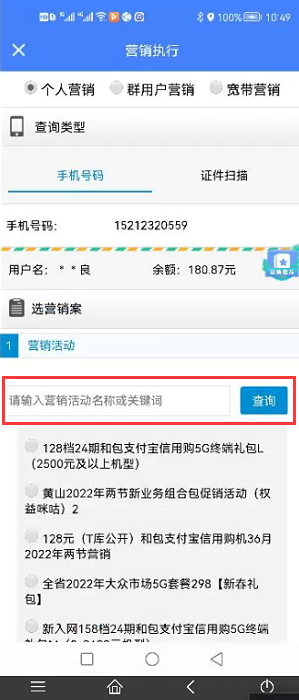 100% 10:49
营销执行
个人营销 群用户营销 宽带营销
查询类型
手机号码 证件扫描
手机号码: 15212320559
用户名: * * 良 余额: 180.87元
选营销案
1 营销活动
请输入营销活动名称或关键词 查询
128档24期和包支付宝信用购5G终端礼包L
(2500元及以上机型)
黄山2022年两节新业务组合包促销活动（权
益咪咕）2
128元（T库公开）和包支付宝信用购机36月
2022年两节营销
全省2022年大众市场5G套餐298【新春礼
包】
新入网158档24期和包支付宝信用购5G终端